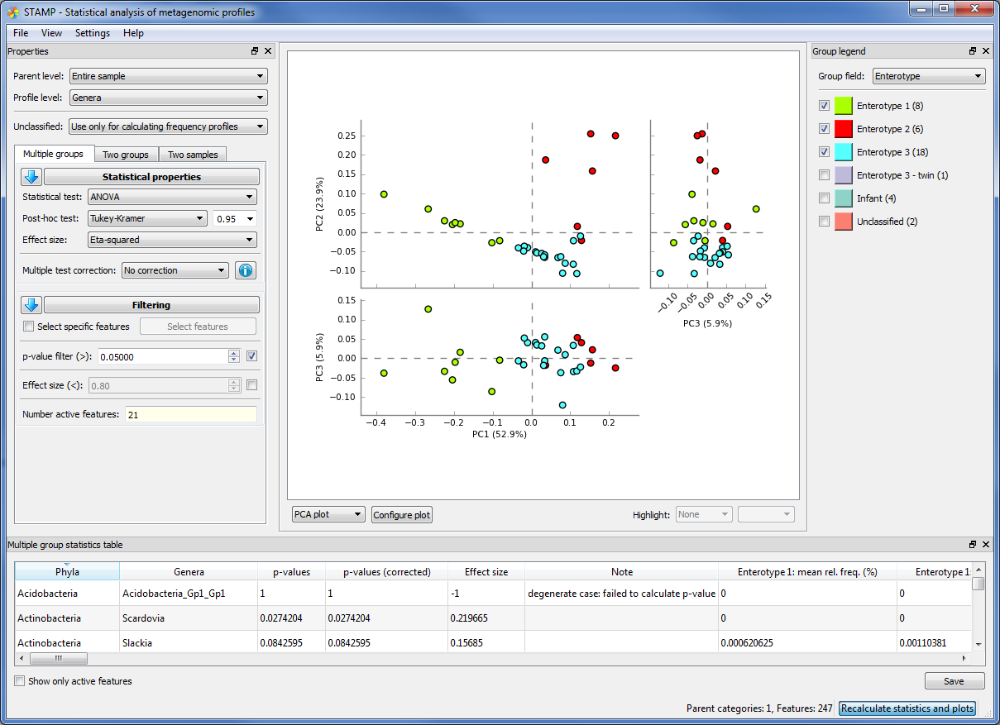 STAMP - Statistical analysis of metagenomic profiles
File View Settings Help
Properties
Parent level: Entire sample
Profile level: Genera
Unclassified: Use only for calculating frequency profiles
Multiple groups Two groups Two samples
Statistical properties
Statistical test: ANOVA
Post-hoc test: Tukey-Kramer 0.95
Effect size: Eta-squared
Multiple test correction: No correction
Filtering
Select specific features Select features
p-value filter (>): 0.05000
Effect size (<): 0.80
Number active features: 21
PC2 (23.9%)
0.25
0.20
0.15
0.10
0.05
0.00
−0.05
−0.10
−0.10 −0.05 0.00 0.05 0.10 0.15
PC3 (5.9%)
PC3 (5.9%)
0.15
0.10
0.05
0.00
−0.05
−0.10
−0.4 −0.3 −0.2 −0.1 0.0 0.1 0.2
PC1 (52.9%)
PCA plot Configure plot Highlight: None
Group legend
Group field: Enterotype
Enterotype 1 (8)
Enterotype 2 (6)
Enterotype 3 (18)
Enterotype 3 - twin (1)
Infant (4)
Unclassified (2)
Multiple group statistics table
Phyla Genera p-values p-values (corrected) Effect size Note Enterotype 1: mean rel. freq. (%) Enterotype 1:
Acidobacteria Acidobacteria_Gp1_Gp1 1 1 -1 degenerate case: failed to calculate p-value 0 0
Actinobacteria Scardovia 0.0274204 0.0274204 0.219665 0 0
Actinobacteria Slackia 0.0842595 0.0842595 0.15685 0.000620625 0.00110381
Show only active features Save
Parent categories: 1, Features: 247 Recalculate statistics and plots